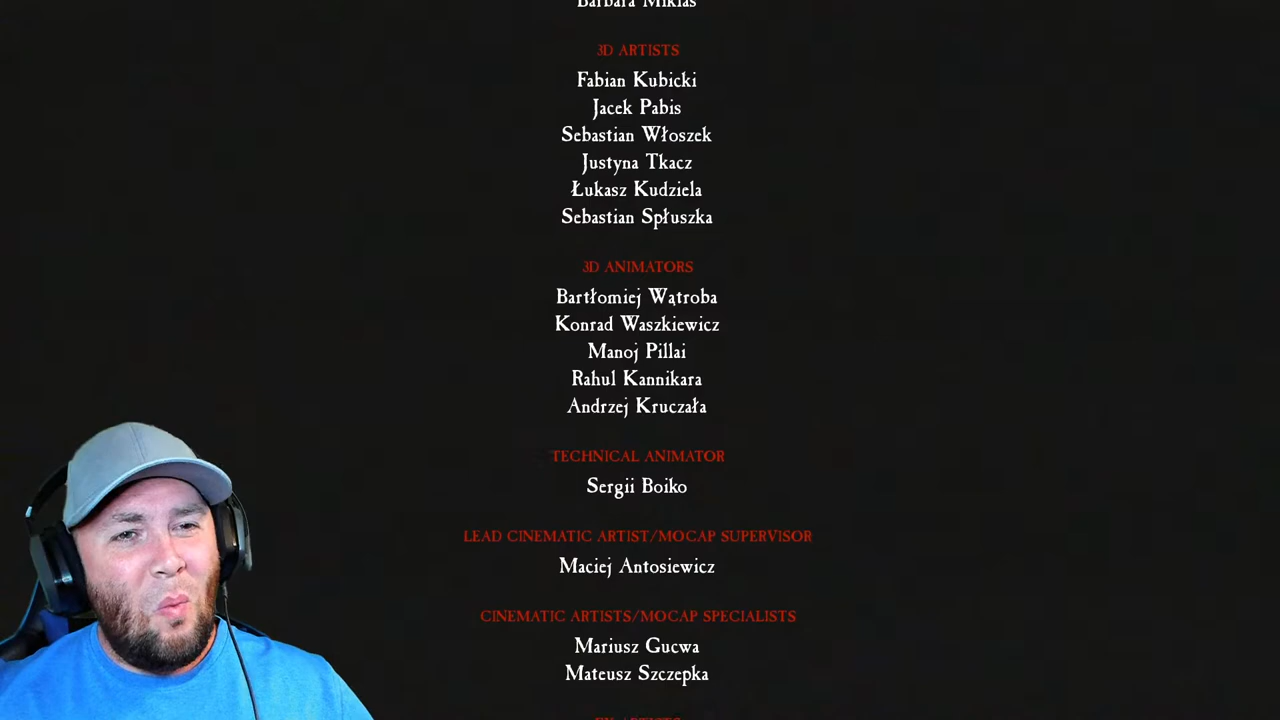 Barbara Miklas
3D ARTISTS
Fabian Kubicki
Jacek Pabis
Sebastian Włoszek
Justyna Tkacz
Łukasz Kudziela
Sebastian Spłuszka
3D ANIMATORS
Bartłomiej Wątroba
Konrad Waszkiewicz
Manoj Pillai
Rahul Kannikara
Andrzej Kruczała
TECHNICAL ANIMATOR
Sergii Boiko
LEAD CINEMATIC ARTIST/MOCAP SUPERVISOR
Maciej Antosiewicz
CINEMATIC ARTISTS/MOCAP SPECIALISTS
Mariusz Gucwa
Mateusz Szczepka